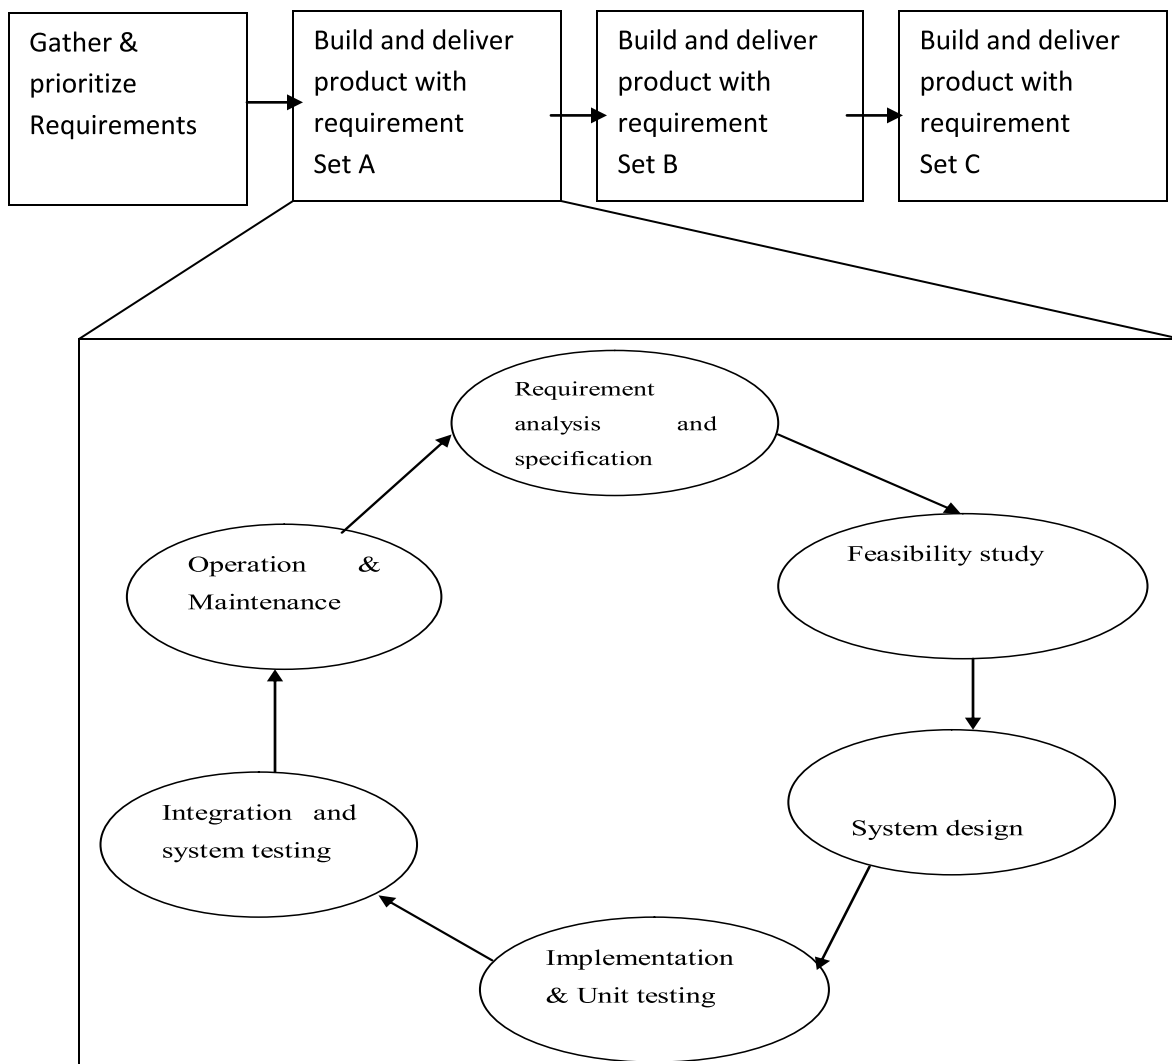 Gather &
prioritize
Requirements
Build and deliver
product with
requirement
Set A
Build and deliver
product with
requirement
Set B
Build and deliver
product with
requirement
Set C
Requirement
analysis and
specification
Feasibility study
System design
Implementation
& Unit testing
Integration and
system testing
Operation &
Maintenance